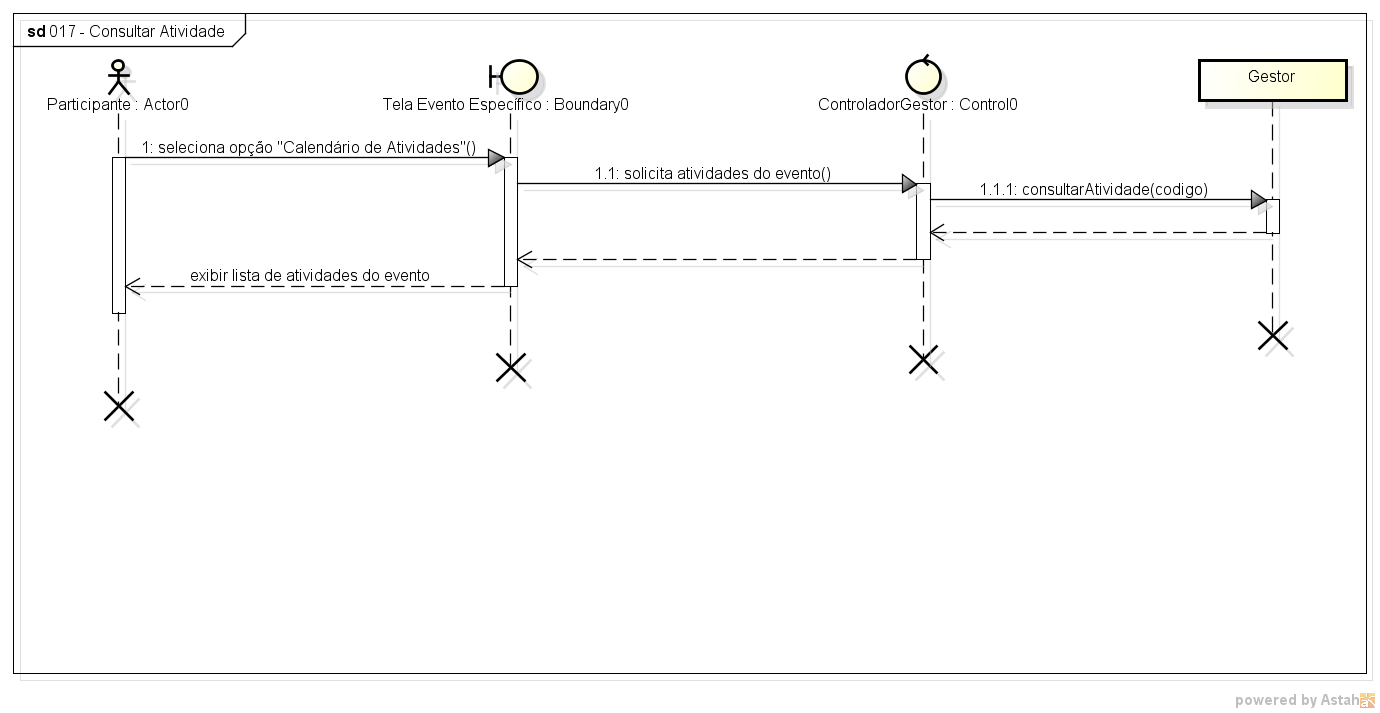 sd 017 - Consultar Atividade
Participante : Actor0
Tela Evento Específico : Boundary0
ControladorGestor : Control0
Gestor
1: seleciona opção "Calendário de Atividades"()
1.1: solicita atividades do evento()
1.1.1: consultarAtividade(codigo)
exibir lista de atividades do evento
powered by Astah